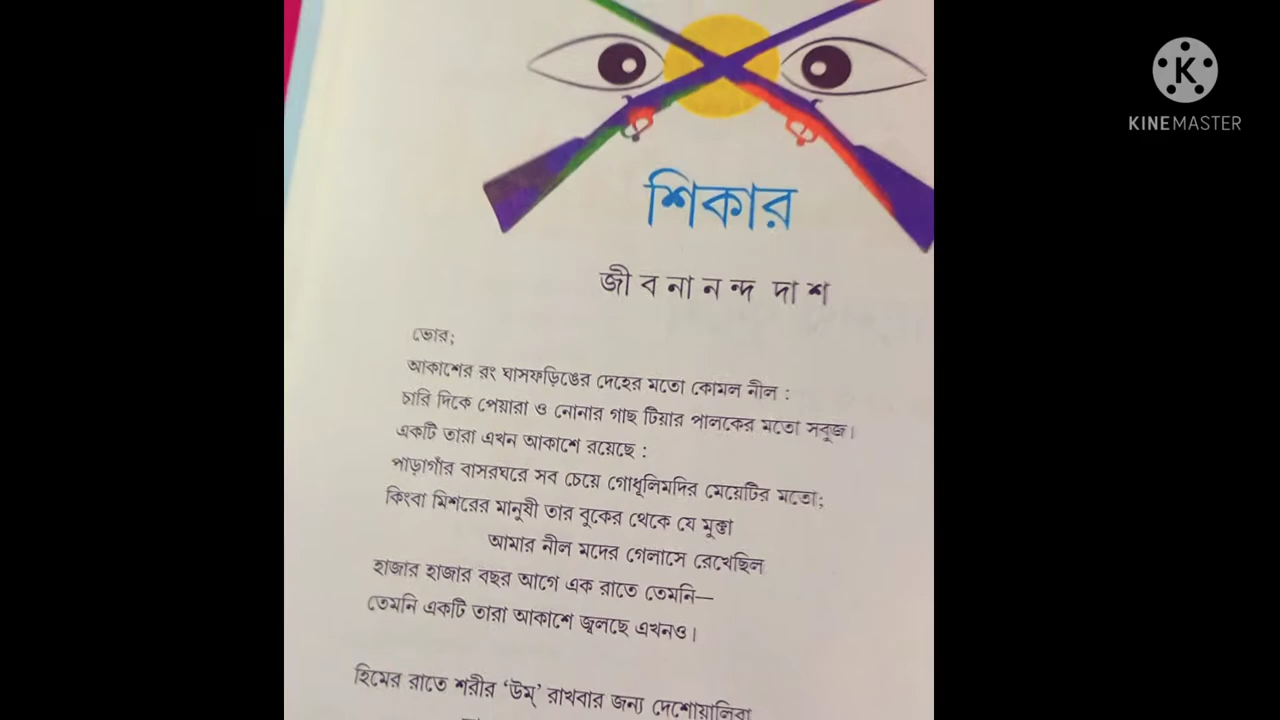 শিকার
জীবনানন্দ দাশ
ভোর;
আকাশের রং ঘাসফড়িঙের দেহের মতো কোমল নীল :
চারি দিকে পেয়ারা ও নোনার গাছ টিয়ার পালকের মতো সবুজ।
একটি তারা এখন আকাশে রয়েছে :
পাড়াগাঁর বাসরঘরে সব চেয়ে গোধূলিমদির মেয়েটির মতো;
কিংবা মিশরের মানুষী তার বুকের থেকে যে মুক্তা
আমার নীল মদের গেলাসে রেখেছিল
হাজার হাজার বছর আগে এক রাতে তেমনি—
তেমনি একটি তারা আকাশে জ্বলছে এখনও।
হিমের রাতে শরীর ‘উম্’ রাখবার জন্য দেশোয়ালিরা
KINEMASTER